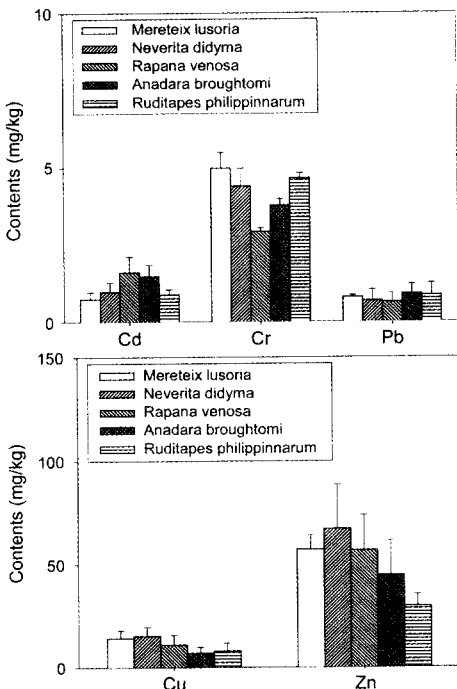 10
Mereteix lusoria
Neverita didyma
Rapana venosa
Anadara broughtomi
Ruditapes philippinnarum
5
0
Contents (mg/kg)
Cd Cr Pb
150
Mereteix lusoria
Neverita didyma
Rapana venosa
Anadara broughtomi
Ruditapes philippinnarum
100
50
0
Contents (mg/kg)
Cu Zn